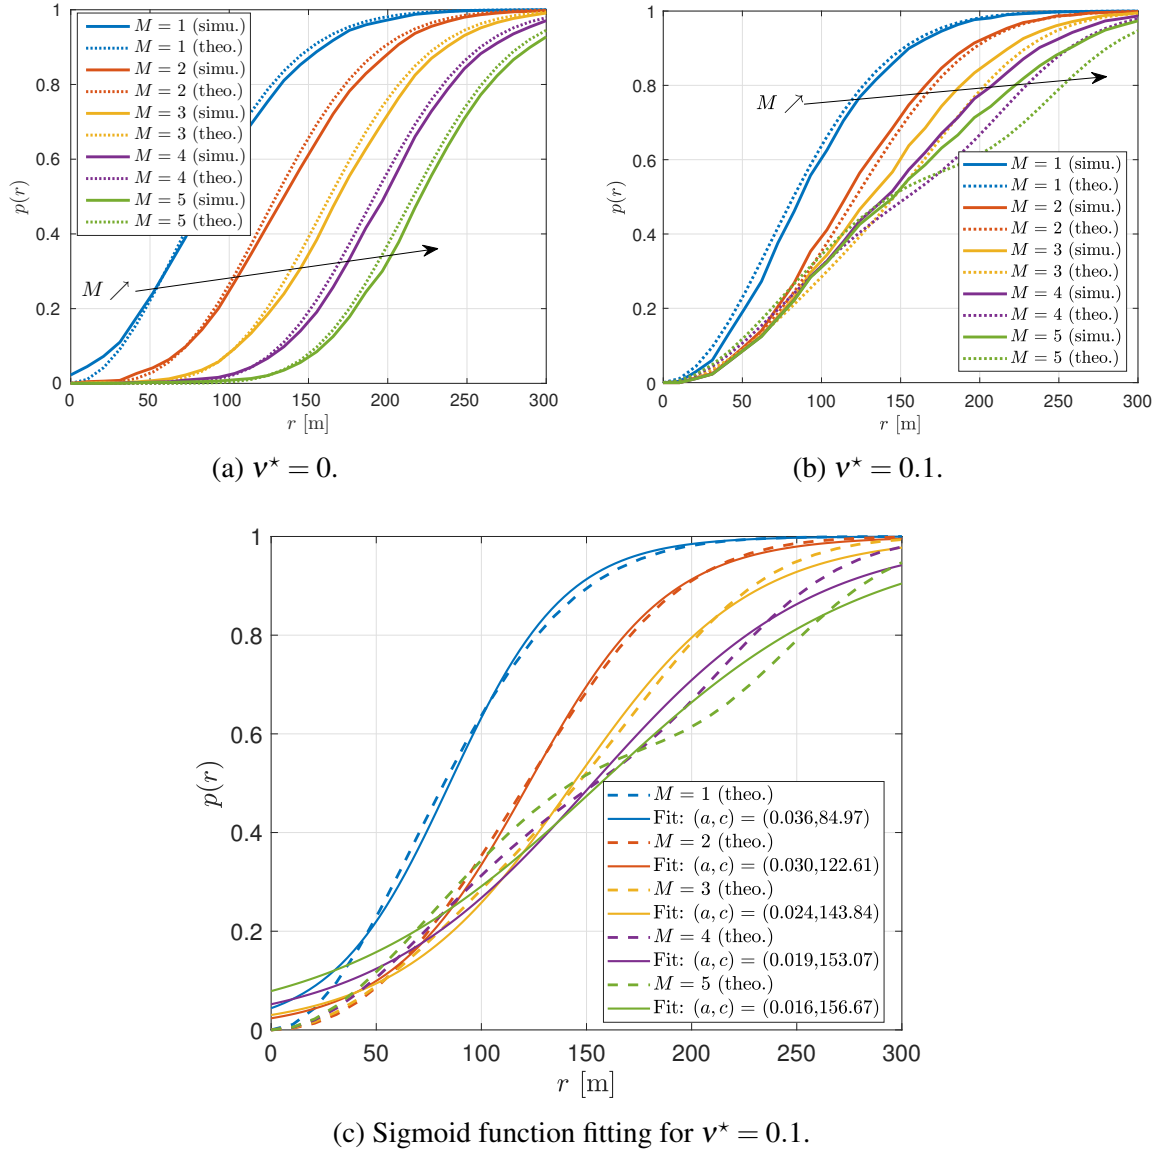 1
0.8
0.6
0.4
0.2
0
p(r)
M = 1 (simu.)
M = 1 (theo.)
M = 2 (simu.)
M = 2 (theo.)
M = 3 (simu.)
M = 3 (theo.)
M = 4 (simu.)
M = 4 (theo.)
M = 5 (simu.)
M = 5 (theo.)
M ↗
0 50 100 150 200 250 300
r [m]
(a) ν⋆ = 0.
1
0.8
0.6
0.4
0.2
0
p(r)
M ↗
M = 1 (simu.)
M = 1 (theo.)
M = 2 (simu.)
M = 2 (theo.)
M = 3 (simu.)
M = 3 (theo.)
M = 4 (simu.)
M = 4 (theo.)
M = 5 (simu.)
M = 5 (theo.)
0 50 100 150 200 250 300
r [m]
(b) ν⋆ = 0.1.
1
0.8
0.6
0.4
0.2
0
p(r)
M = 1 (theo.)
Fit: (a, c) = (0.036,84.97)
M = 2 (theo.)
Fit: (a, c) = (0.030,122.61)
M = 3 (theo.)
Fit: (a, c) = (0.024,143.84)
M = 4 (theo.)
Fit: (a, c) = (0.019,153.07)
M = 5 (theo.)
Fit: (a, c) = (0.016,156.67)
0 50 100 150 200 250 300
r [m]
(c) Sigmoid function fitting for ν⋆ = 0.1.